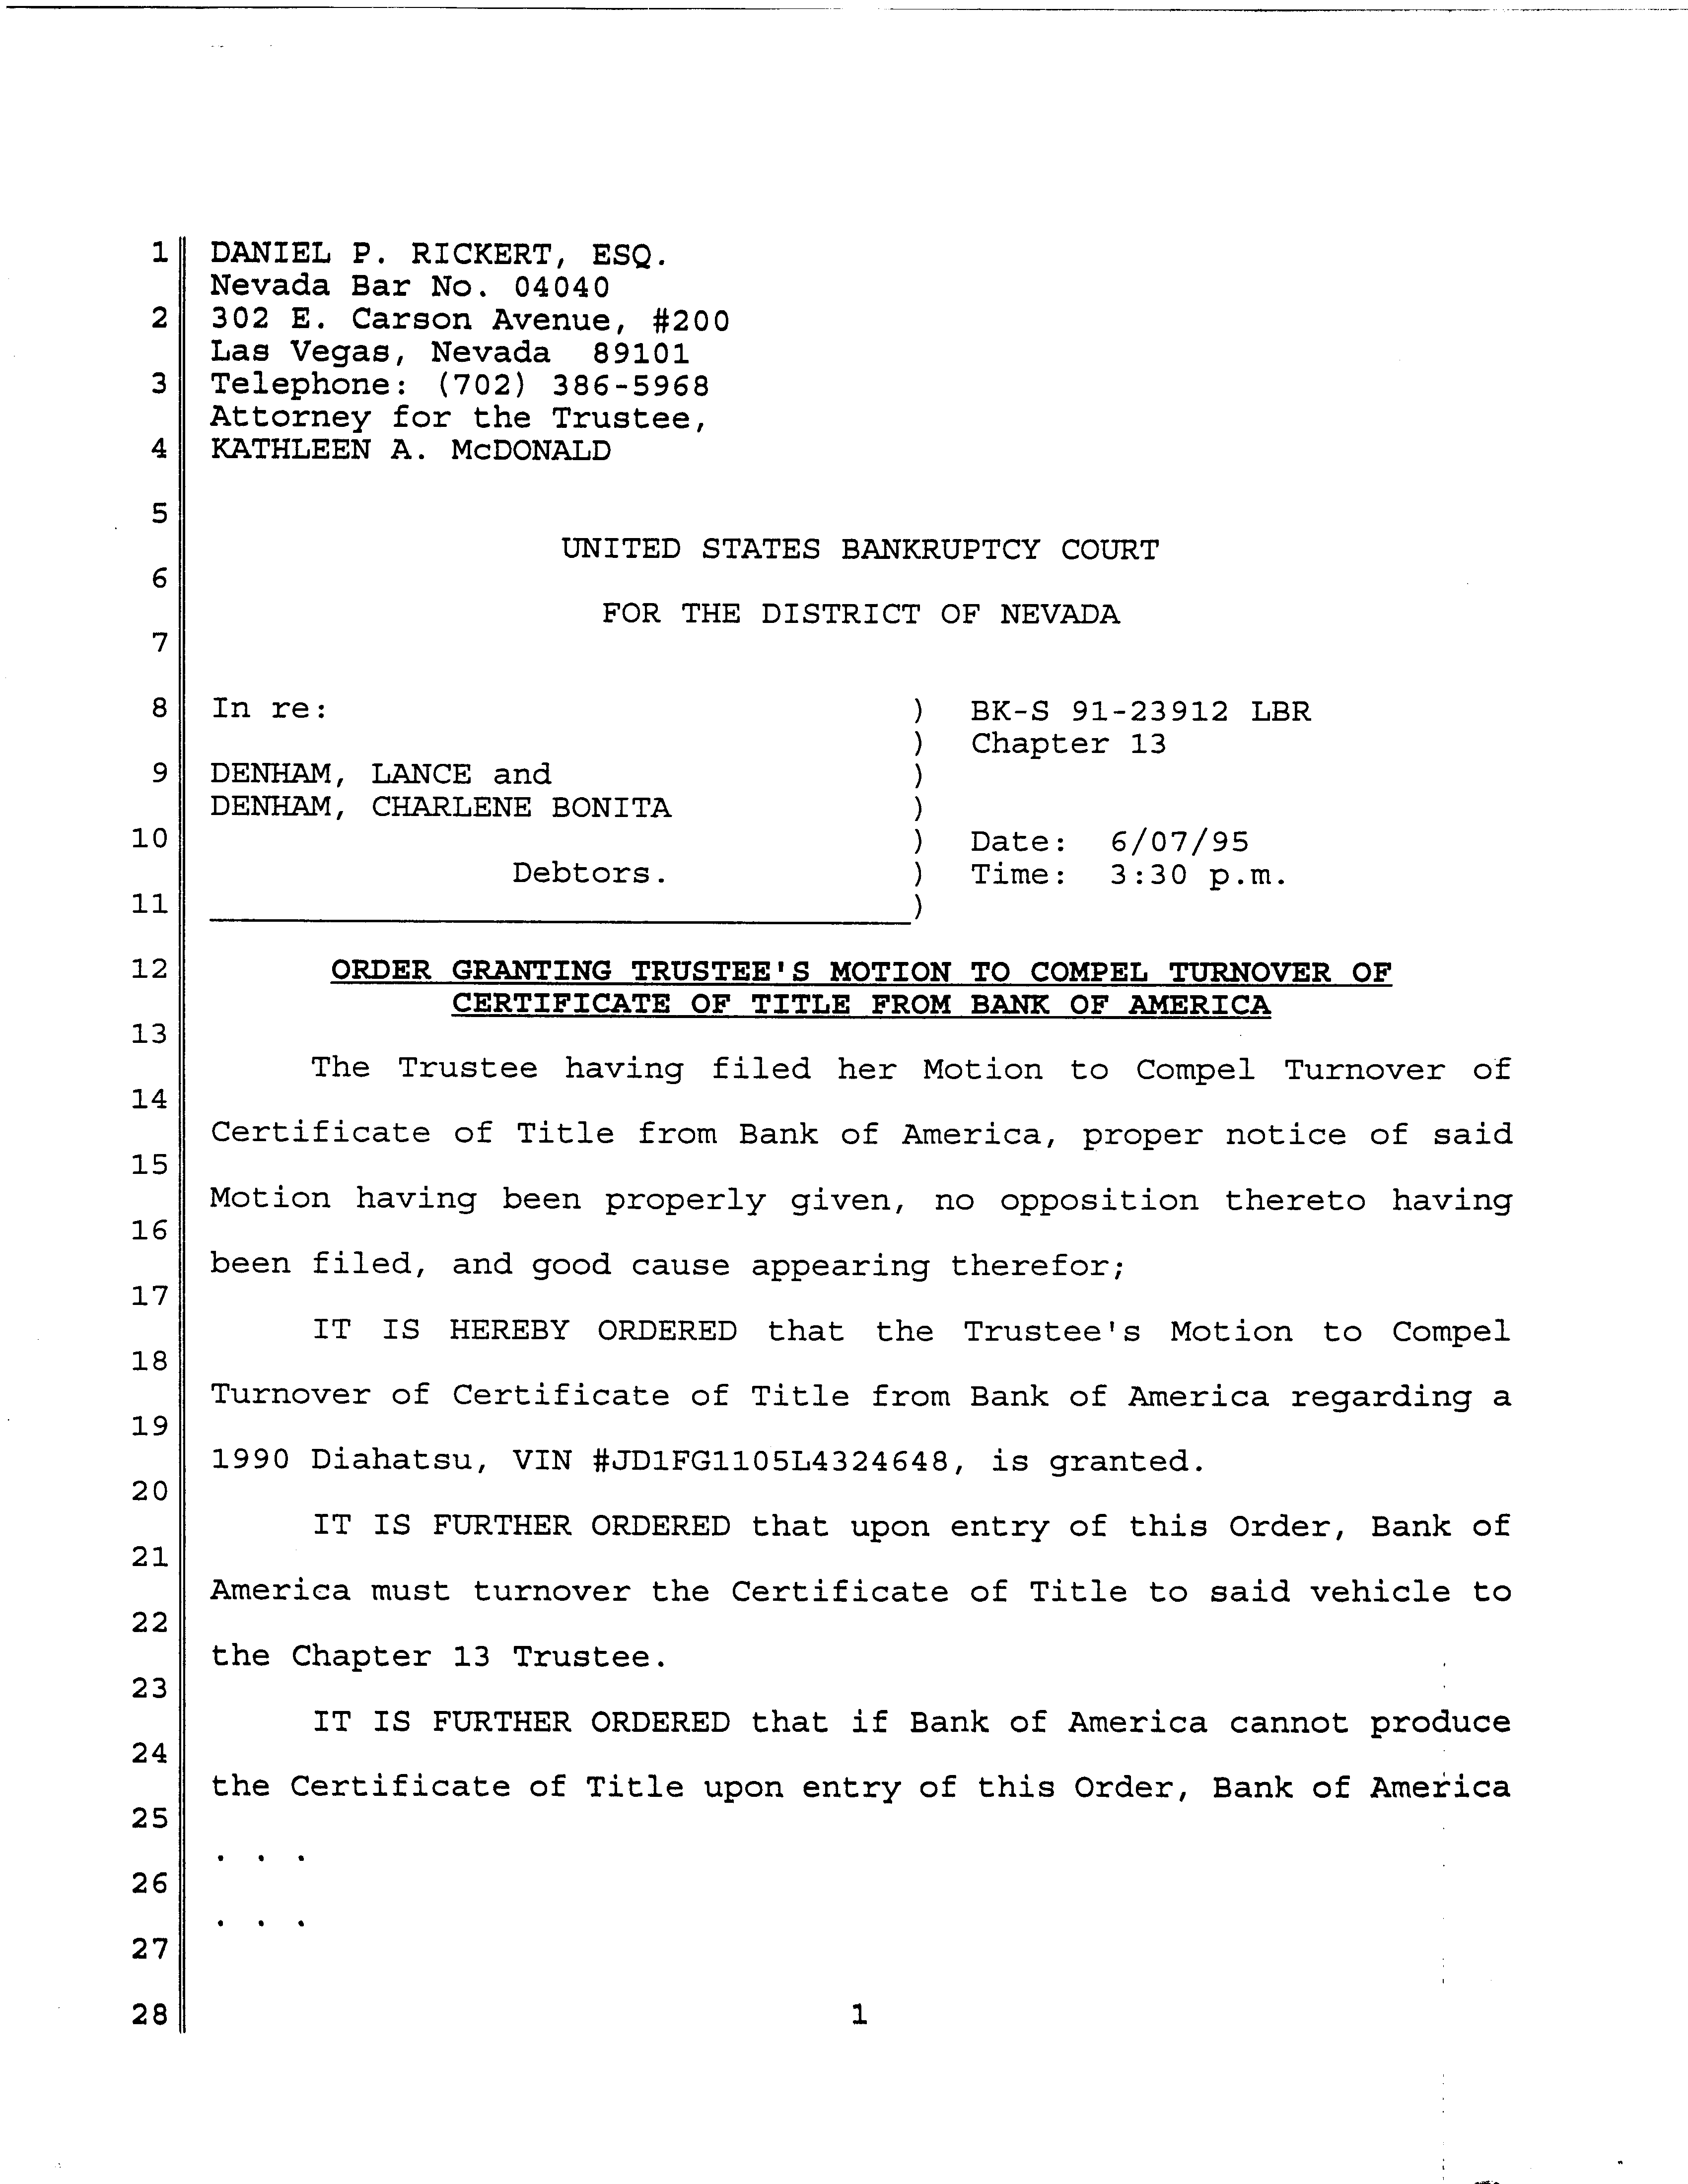 1 DANIEL P. RICKERT, ESQ.
Nevada Bar No. 04040
2 302 E. Carson Avenue, #200
Las Vegas, Nevada  89101
3 Telephone: (702) 386-5968
Attorney for the Trustee,
4 KATHLEEN A. McDONALD
5
UNITED STATES BANKRUPTCY COURT
6
FOR THE DISTRICT OF NEVADA
7
8 In re: ) BK-S 91-23912 LBR
) Chapter 13
9 DENHAM, LANCE and )
DENHAM, CHARLENE BONITA )
10 ) Date: 6/07/95
Debtors. ) Time: 3:30 p.m.
11 )
12 ORDER GRANTING TRUSTEE'S MOTION TO COMPEL TURNOVER OF
CERTIFICATE OF TITLE FROM BANK OF AMERICA
13
The Trustee having filed her Motion to Compel Turnover of
14
Certificate of Title from Bank of America, proper notice of said
15
Motion having been properly given, no opposition thereto having
16
been filed, and good cause appearing therefor;
17
IT IS HEREBY ORDERED that the Trustee's Motion to Compel
18
Turnover of Certificate of Title from Bank of America regarding a
19
1990 Diahatsu, VIN #JD1FG1105L4324648, is granted.
20
IT IS FURTHER ORDERED that upon entry of this Order, Bank of
21
America must turnover the Certificate of Title to said vehicle to
22
the Chapter 13 Trustee.
23
IT IS FURTHER ORDERED that if Bank of America cannot produce
24
the Certificate of Title upon entry of this Order, Bank of America
25
. . .
26
. . .
27
28 1